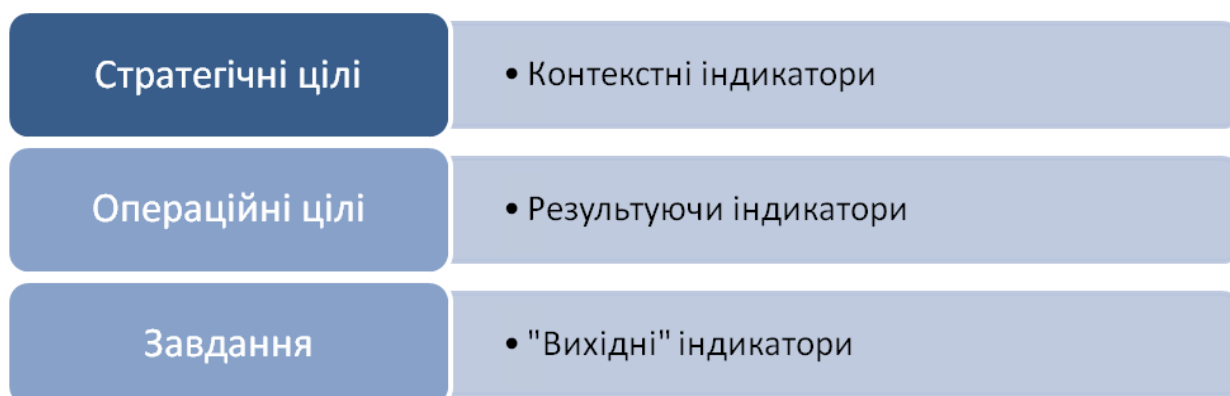 Стратегічні цілі
• Контекстні індикатори
Операційні цілі
• Результуючи індикатори
Завдання
• "Вихідні" індикатори